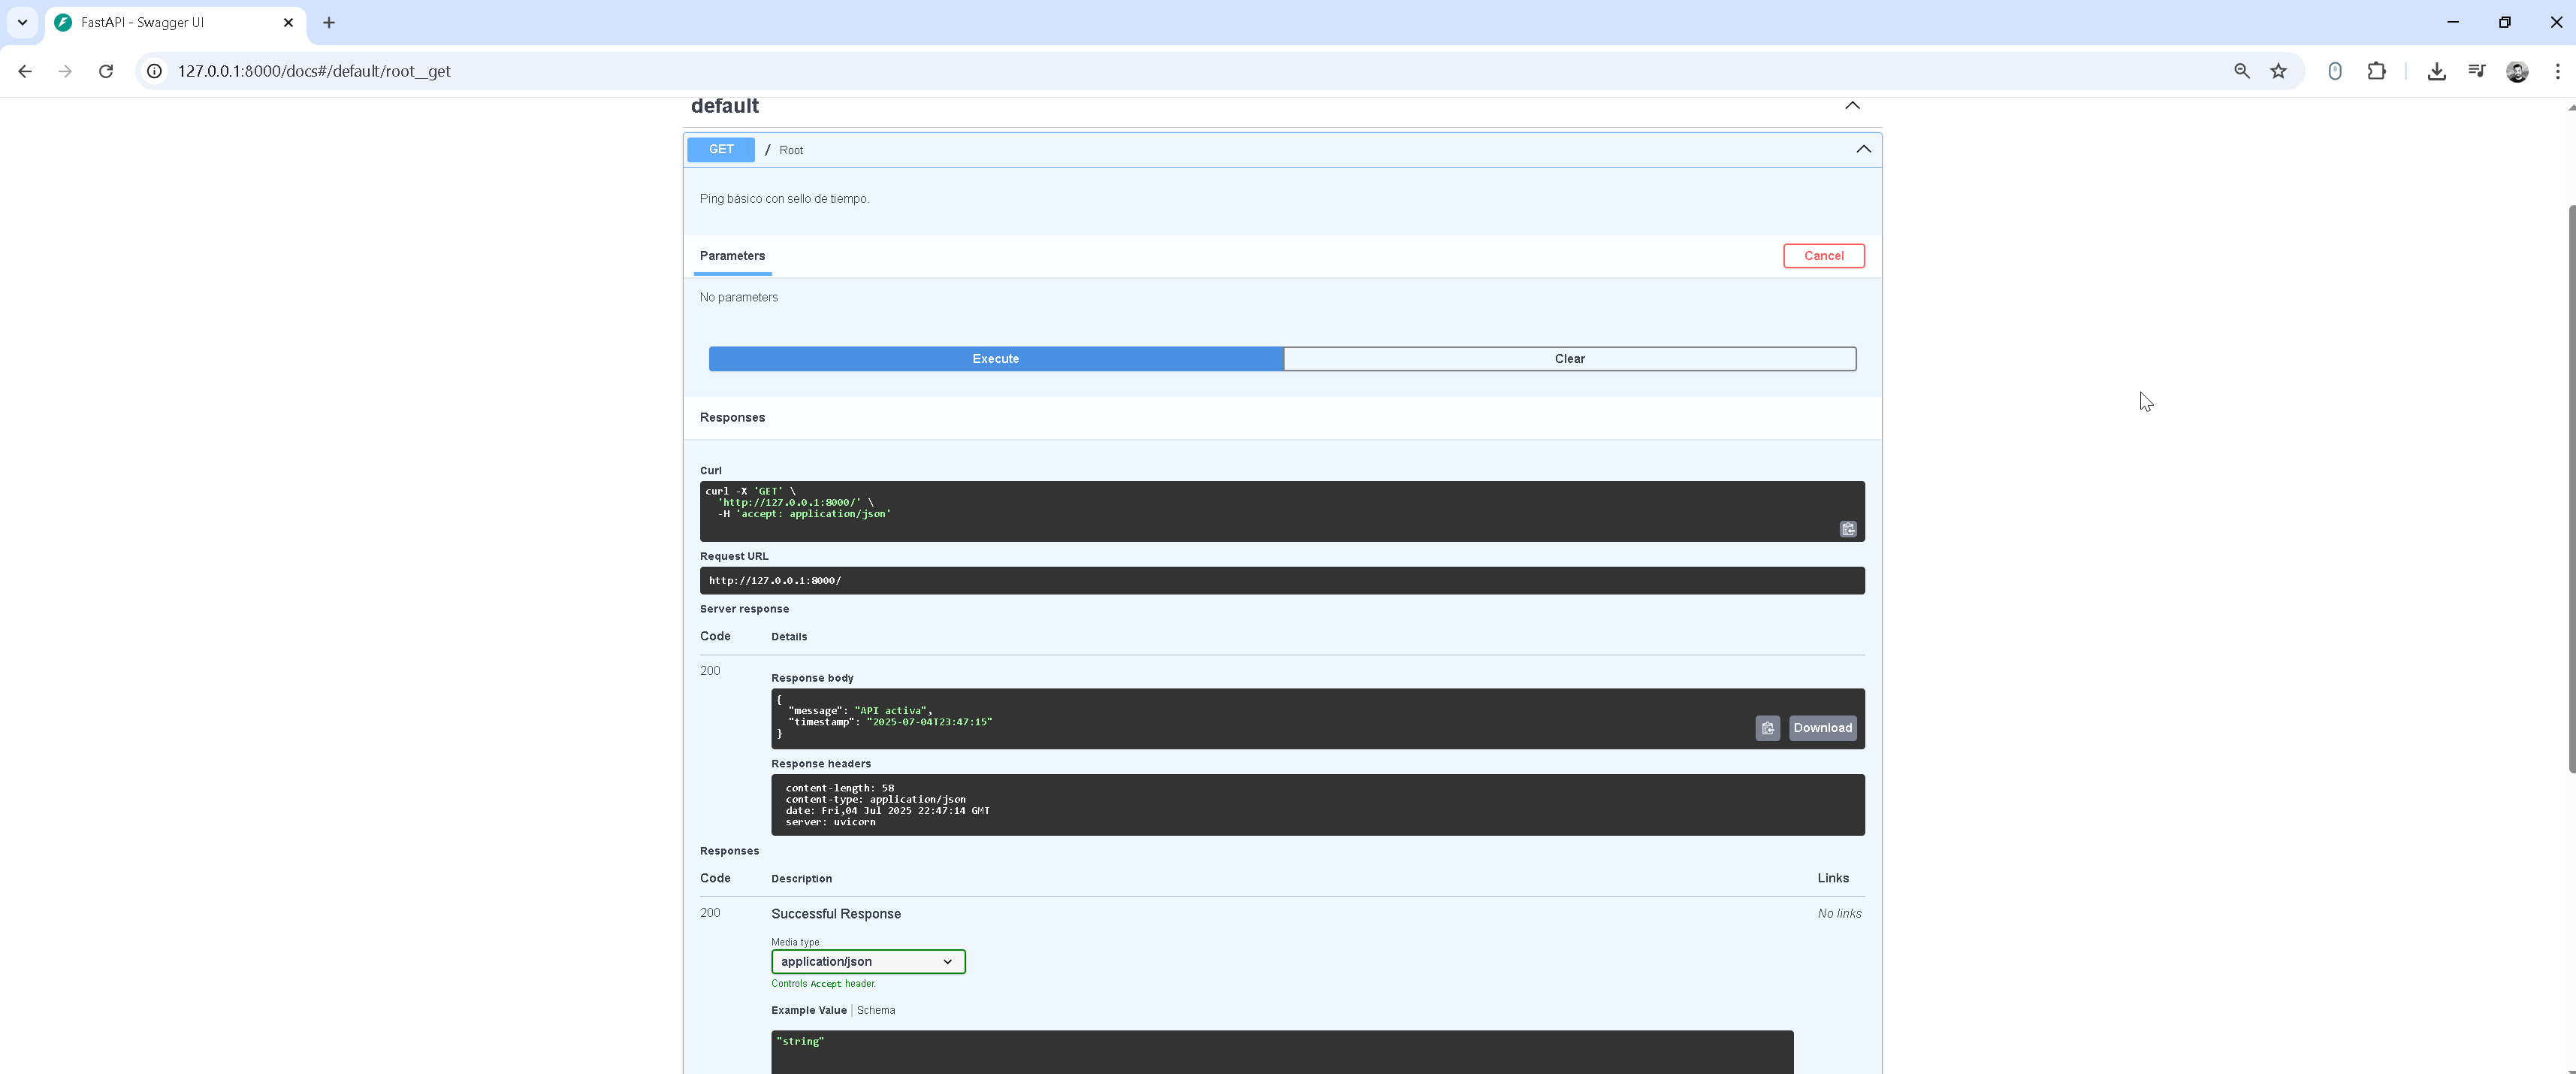 FastAPI - Swagger UI
127.0.0.1:8000/docs#/default/root__get
default
GET / Root
Ping básico con sello de tiempo.
Parameters
Cancel
No parameters
Execute
Clear
Responses
Curl
curl -X 'GET' \
'http://127.0.0.1:8000/' \
-H 'accept: application/json'
Request URL
http://127.0.0.1:8000/
Server response
Code Details
200
Response body
{
"message": "API activa",
"timestamp": "2025-07-04T23:47:15"
}
Download
Response headers
content-length: 58
content-type: application/json
date: Fri,04 Jul 2025 22:47:14 GMT
server: uvicorn
Responses
Code Description Links
200 Successful Response No links
Media type
application/json
Controls Accept header.
Example Value | Schema
"string"